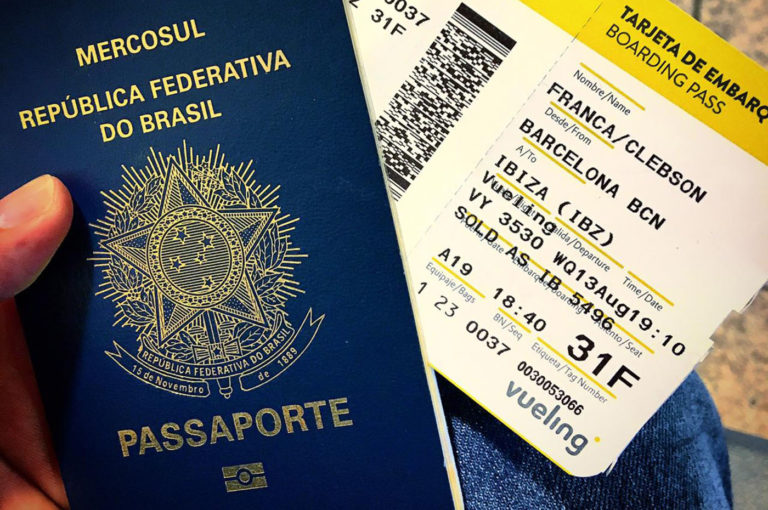 MERCOSUL
REPÚBLICA FEDERATIVA
DO BRASIL
REPÚBLICA FEDERATIVA DO BRASIL
15 de Novembro de 1889
PASSAPORTE
0037
31F
TARJETA DE EMBARQ
BOARDING PASS
Nombre/Name
FRANCA/CLEBSON
Desde/From
BARCELONA BCN
A/To
IBIZA (IBZ)
vueling
/Departure
Time/Date
VY 3530 WQ13Aug19:10
SOLD AS IB 5496
/Seat
A19 18:40 31F
Equipaje/Bags
BN/Seq
Etiqueta/Tag Number
1 23 0037 0030053066
vueling